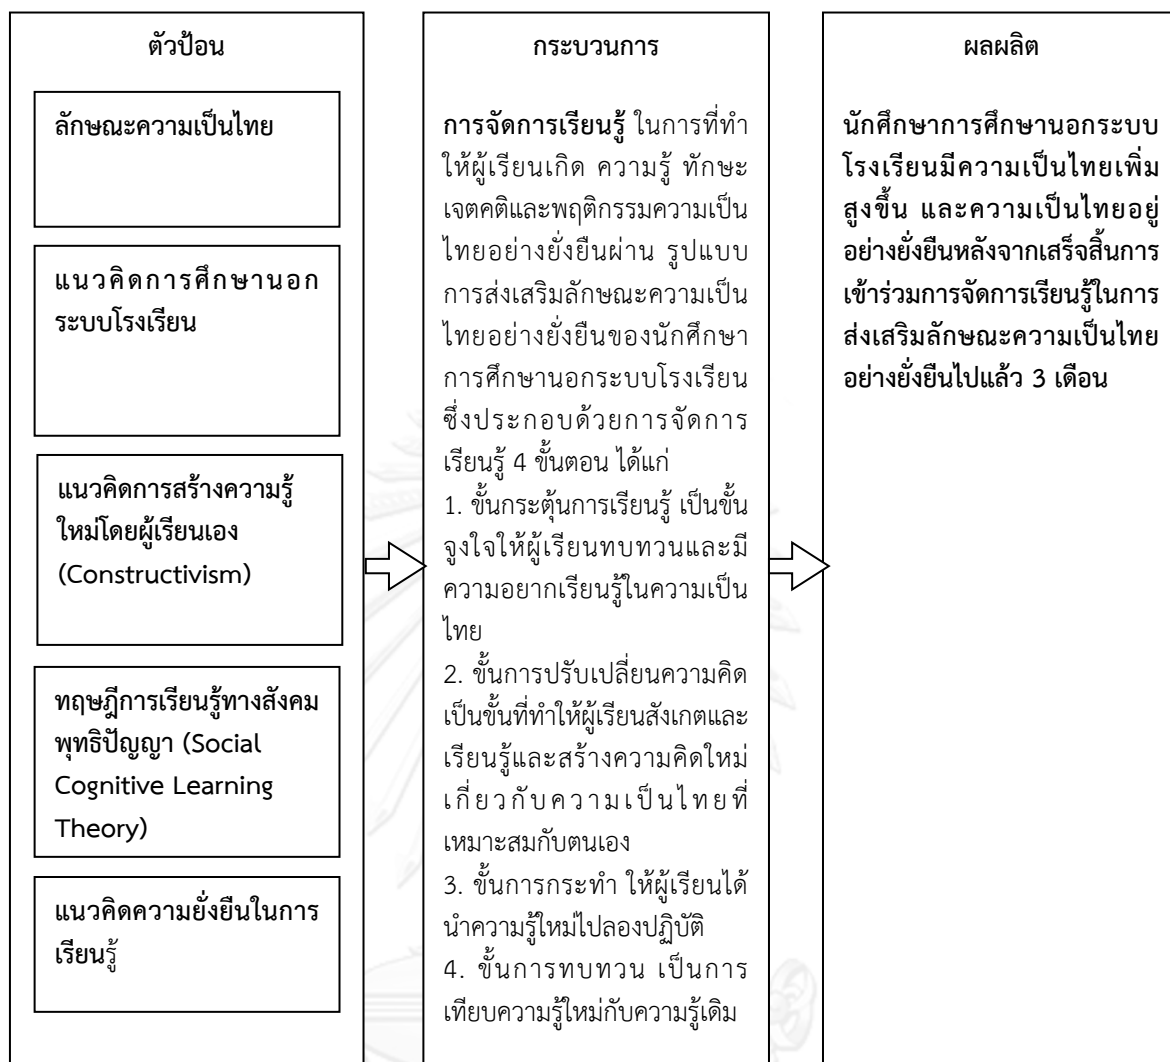 ตัวป้อน
ลักษณะความเป็นไทย
แนวคิดการศึกษานอก
ระบบโรงเรียน
แนวคิดการสร้างความรู้
ใหม่โดยผู้เรียนเอง
(Constructivism)
ทฤษฎีการเรียนรู้ทางสังคม
พุทธิปัญญา (Social
Cognitive Learning
Theory)
แนวคิดความยั่งยืนในการ
เรียนรู้
กระบวนการ
การจัดการเรียนรู้ ในการที่ทำ
ให้ผู้เรียนเกิด ความรู้ ทักษะ
เจตคติและพฤติกรรมความเป็น
ไทยอย่างยั่งยืนผ่าน รูปแบบ
การส่งเสริมลักษณะความเป็น
ไทยอย่างยั่งยืนของนักศึกษา
การศึกษานอกระบบโรงเรียน
ซึ่งประกอบด้วยการจัดการ
เรียนรู้ 4 ขั้นตอน ได้แก่
1. ขั้นกระตุ้นการเรียนรู้ เป็นขั้น
จูงใจให้ผู้เรียนทบทวนและมี
ความอยากเรียนรู้ในความเป็น
ไทย
2. ขั้นการปรับเปลี่ยนความคิด
เป็นขั้นที่ทำให้ผู้เรียนสังเกตและ
เรียนรู้และสร้างความคิดใหม่
เกี่ยวกับความเป็นไทยที่
เหมาะสมกับตนเอง
3. ขั้นการกระทำ ให้ผู้เรียนได้
นำความรู้ใหม่ไปลองปฏิบัติ
4. ขั้นการทบทวน เป็นการ
เทียบความรู้ใหม่กับความรู้เดิม
ผลผลิต
นักศึกษาการศึกษานอกระบบ
โรงเรียนมีความเป็นไทยเพิ่ม
สูงขึ้น และความเป็นไทยอยู่
อย่างยั่งยืนหลังจากเสร็จสิ้นการ
เข้าร่วมการจัดการเรียนรู้ในการ
ส่งเสริมลักษณะความเป็นไทย
อย่างยั่งยืนไปแล้ว 3 เดือน